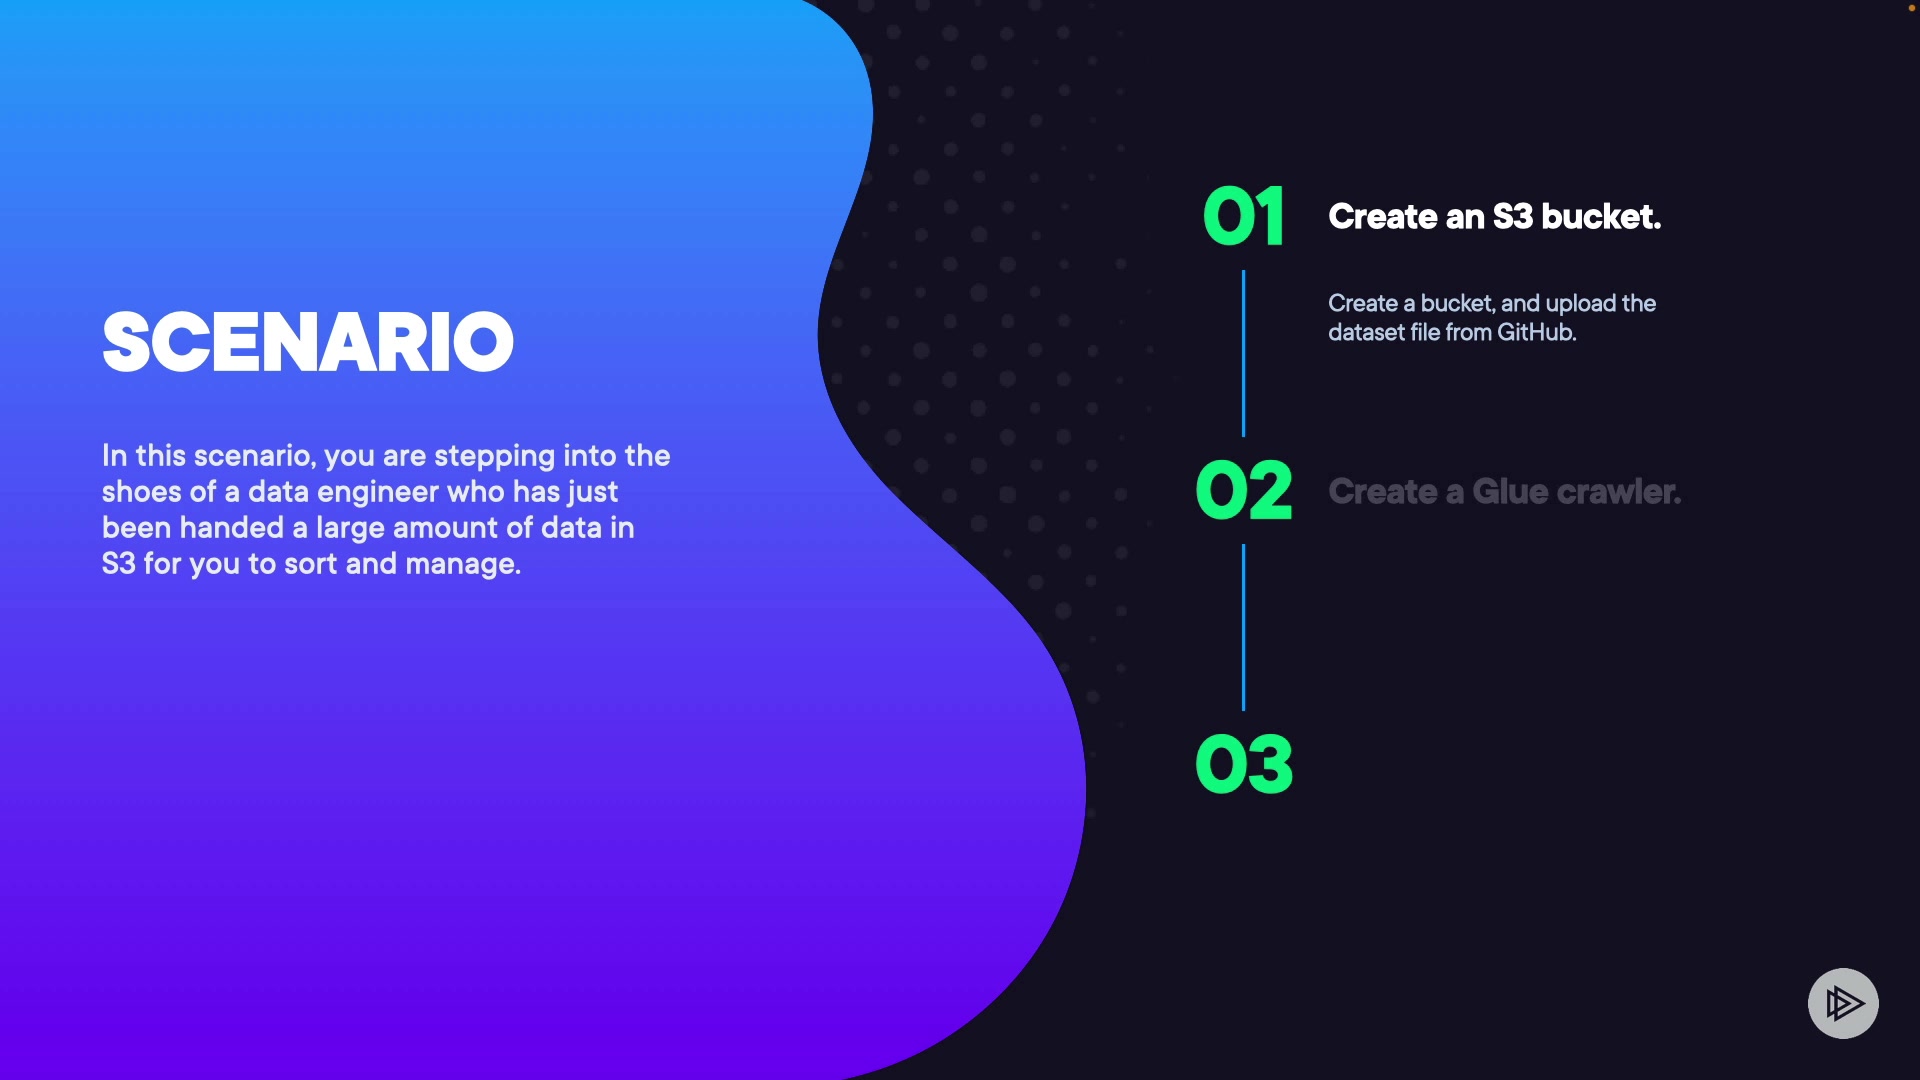 SCENARIO
In this scenario, you are stepping into the
shoes of a data engineer who has just
been handed a large amount of data in
S3 for you to sort and manage.
01
Create an S3 bucket.
Create a bucket, and upload the
dataset file from GitHub.
02
Create a Glue crawler.
03